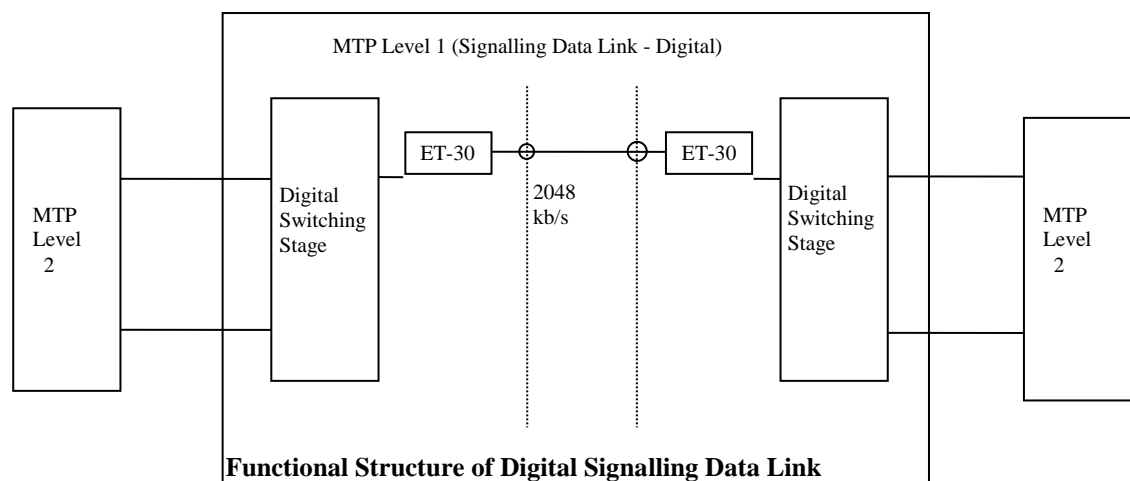 MTP Level 1 (Signalling Data Link - Digital)
MTP
Level
2
Digital
Switching
Stage
ET-30
2048
kb/s
ET-30
Digital
Switching
Stage
MTP
Level
2
Functional Structure of Digital Signalling Data Link